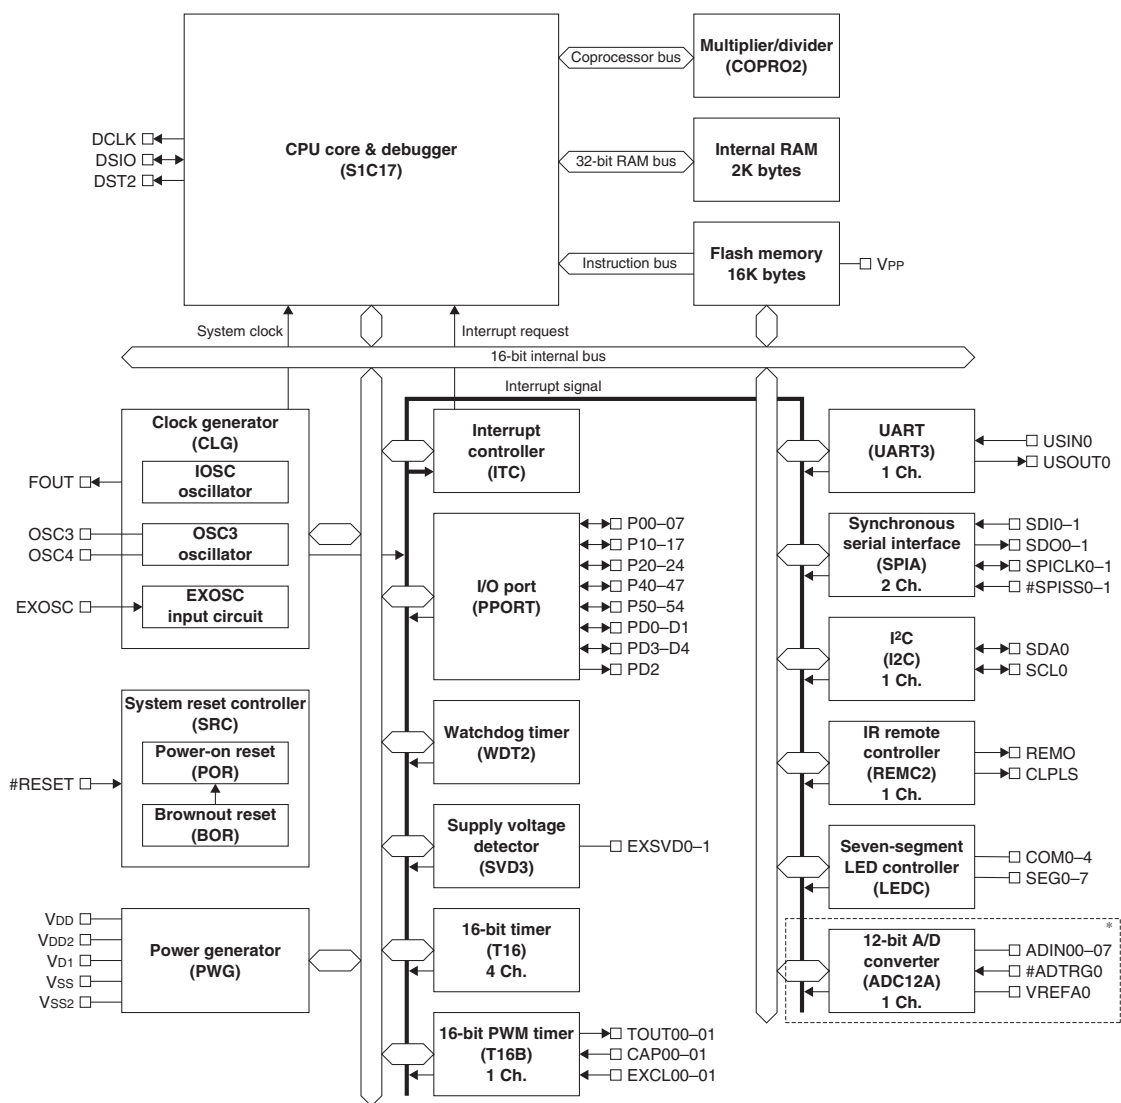 CPU core & debugger
(S1C17)
DCLK
DSIO
DST2
Coprocessor bus
Multiplier/divider
(COPRO2)
32-bit RAM bus
Internal RAM
2K bytes
Instruction bus
Flash memory
16K bytes
VPP
System clock
Interrupt request
16-bit internal bus
Interrupt signal
Clock generator
(CLG)
IOSC
oscillator
OSC3
oscillator
EXOSC
input circuit
FOUT
OSC3
OSC4
EXOSC
System reset controller
(SRC)
Power-on reset
(POR)
Brownout reset
(BOR)
#RESET
Power generator
(PWG)
VDD
VDD2
VD1
VSS
VSS2
Interrupt
controller
(ITC)
I/O port
(PPORT)
P00–07
P10–17
P20–24
P40–47
P50–54
PD0–D1
PD3–D4
PD2
Watchdog timer
(WDT2)
Supply voltage
detector
(SVD3)
EXSVD0–1
16-bit timer
(T16)
4 Ch.
16-bit PWM timer
(T16B)
1 Ch.
TOUT00–01
CAP00–01
EXCL00–01
UART
(UART3)
1 Ch.
USIN0
USOUT0
Synchronous
serial interface
(SPIA)
2 Ch.
SDI0–1
SDO0–1
SPICLK0–1
#SPISS0–1
I²C
(I2C)
1 Ch.
SDA0
SCL0
IR remote
controller
(REMC2)
1 Ch.
REMO
CLPLS
Seven-segment
LED controller
(LEDC)
COM0–4
SEG0–7
*
12-bit A/D
converter
(ADC12A)
1 Ch.
ADIN00–07
#ADTRG0
VREFA0